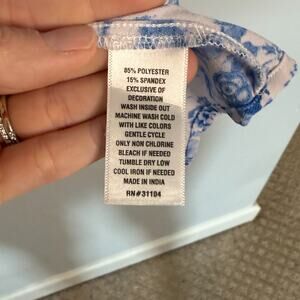 85% POLYESTER
15% SPANDEX
EXCLUSIVE OF
DECORATION
WASH INSIDE OUT
MACHINE WASH COLD
WITH LIKE COLORS
GENTLE CYCLE
ONLY NON CHLORINE
BLEACH IF NEEDED
TUMBLE DRY LOW
COOL IRON IF NEEDED
MADE IN INDIA
RN#31104